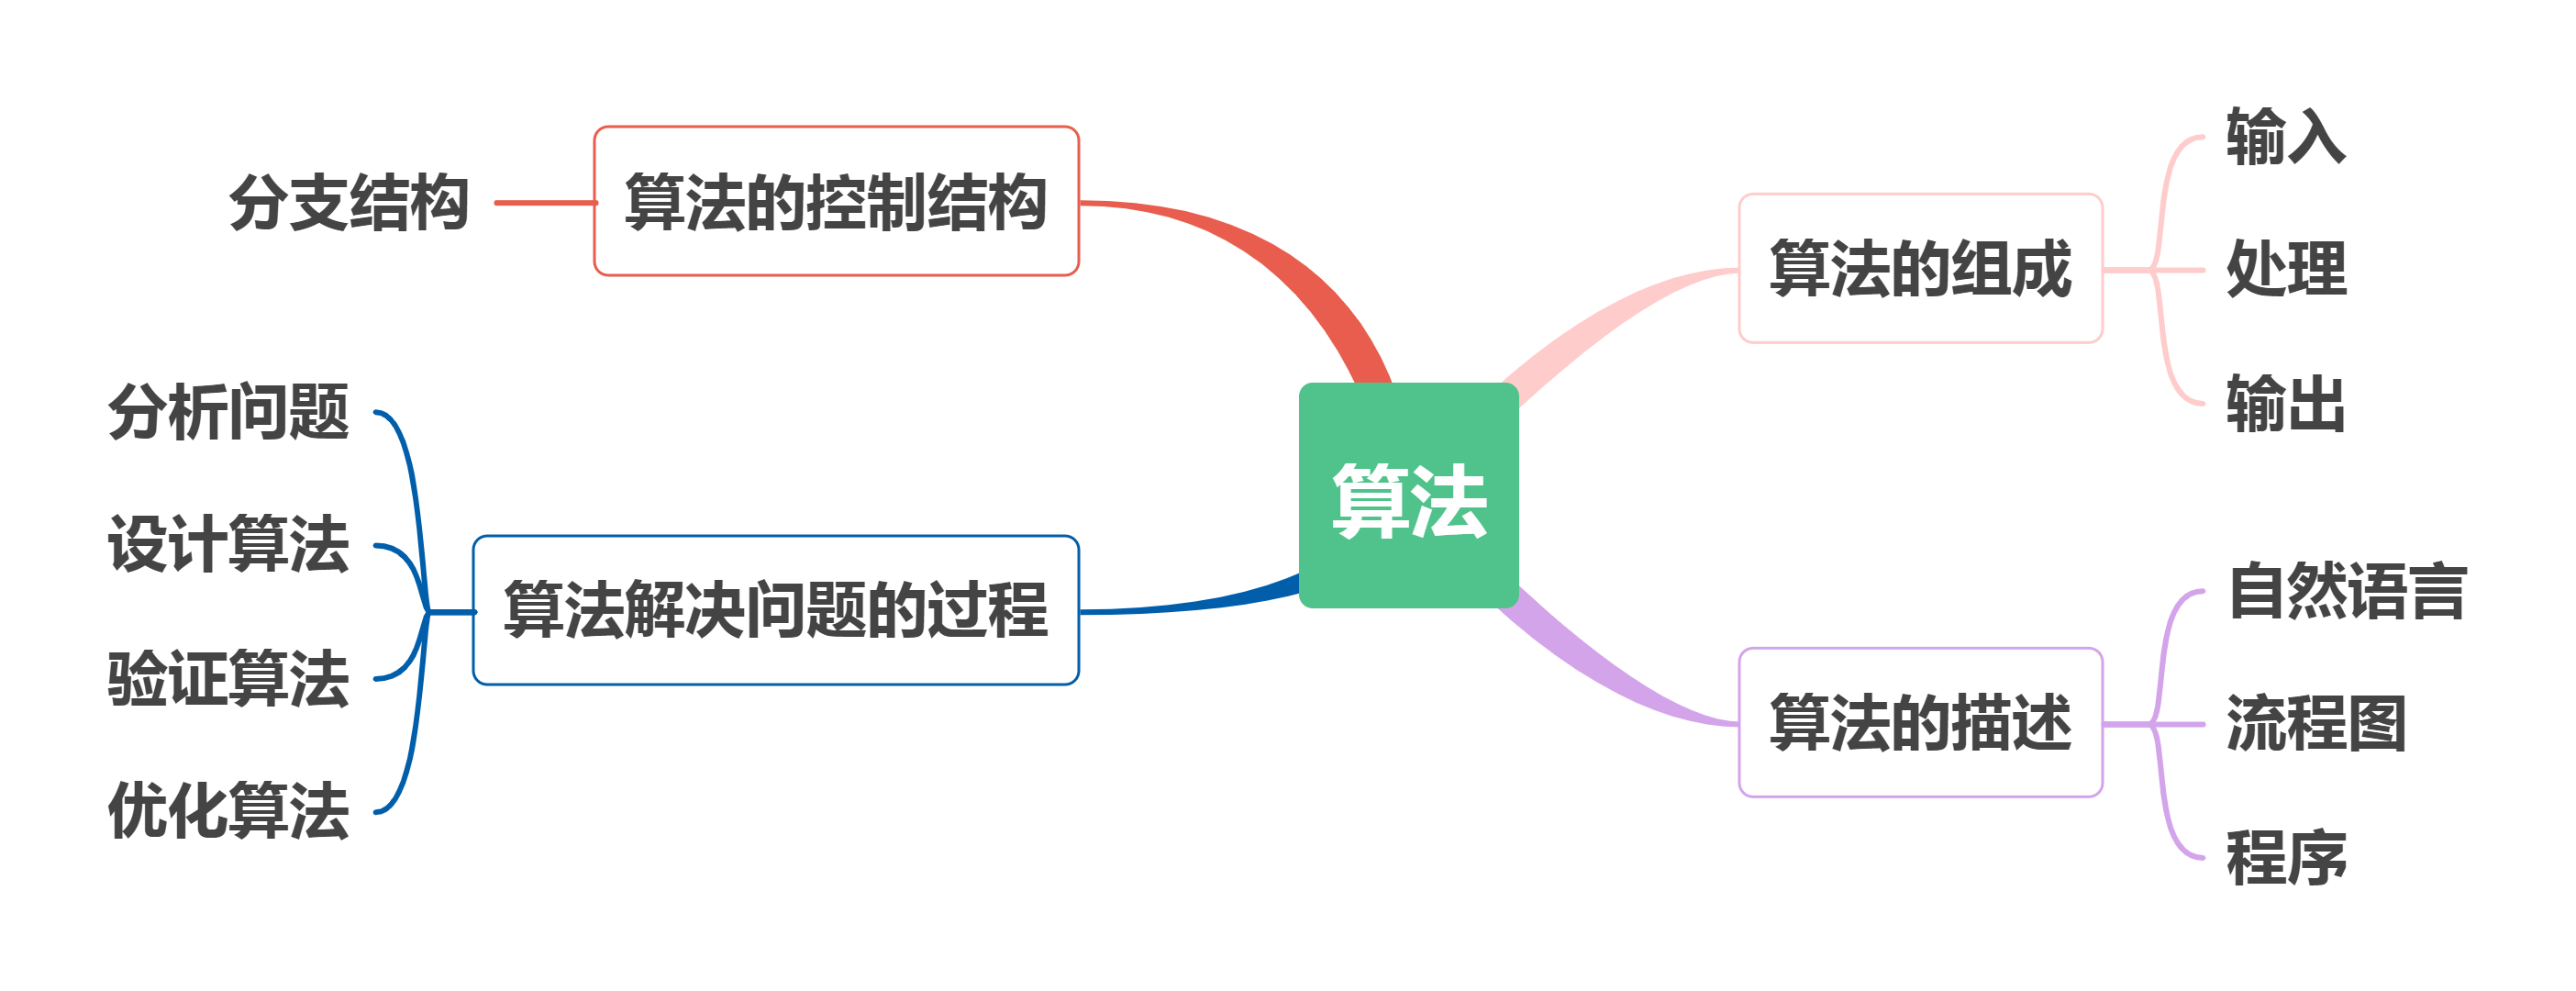 算法
算法的组成
输入
处理
输出
算法的描述
自然语言
流程图
程序
算法的控制结构
分支结构
算法解决问题的过程
分析问题
设计算法
验证算法
优化算法